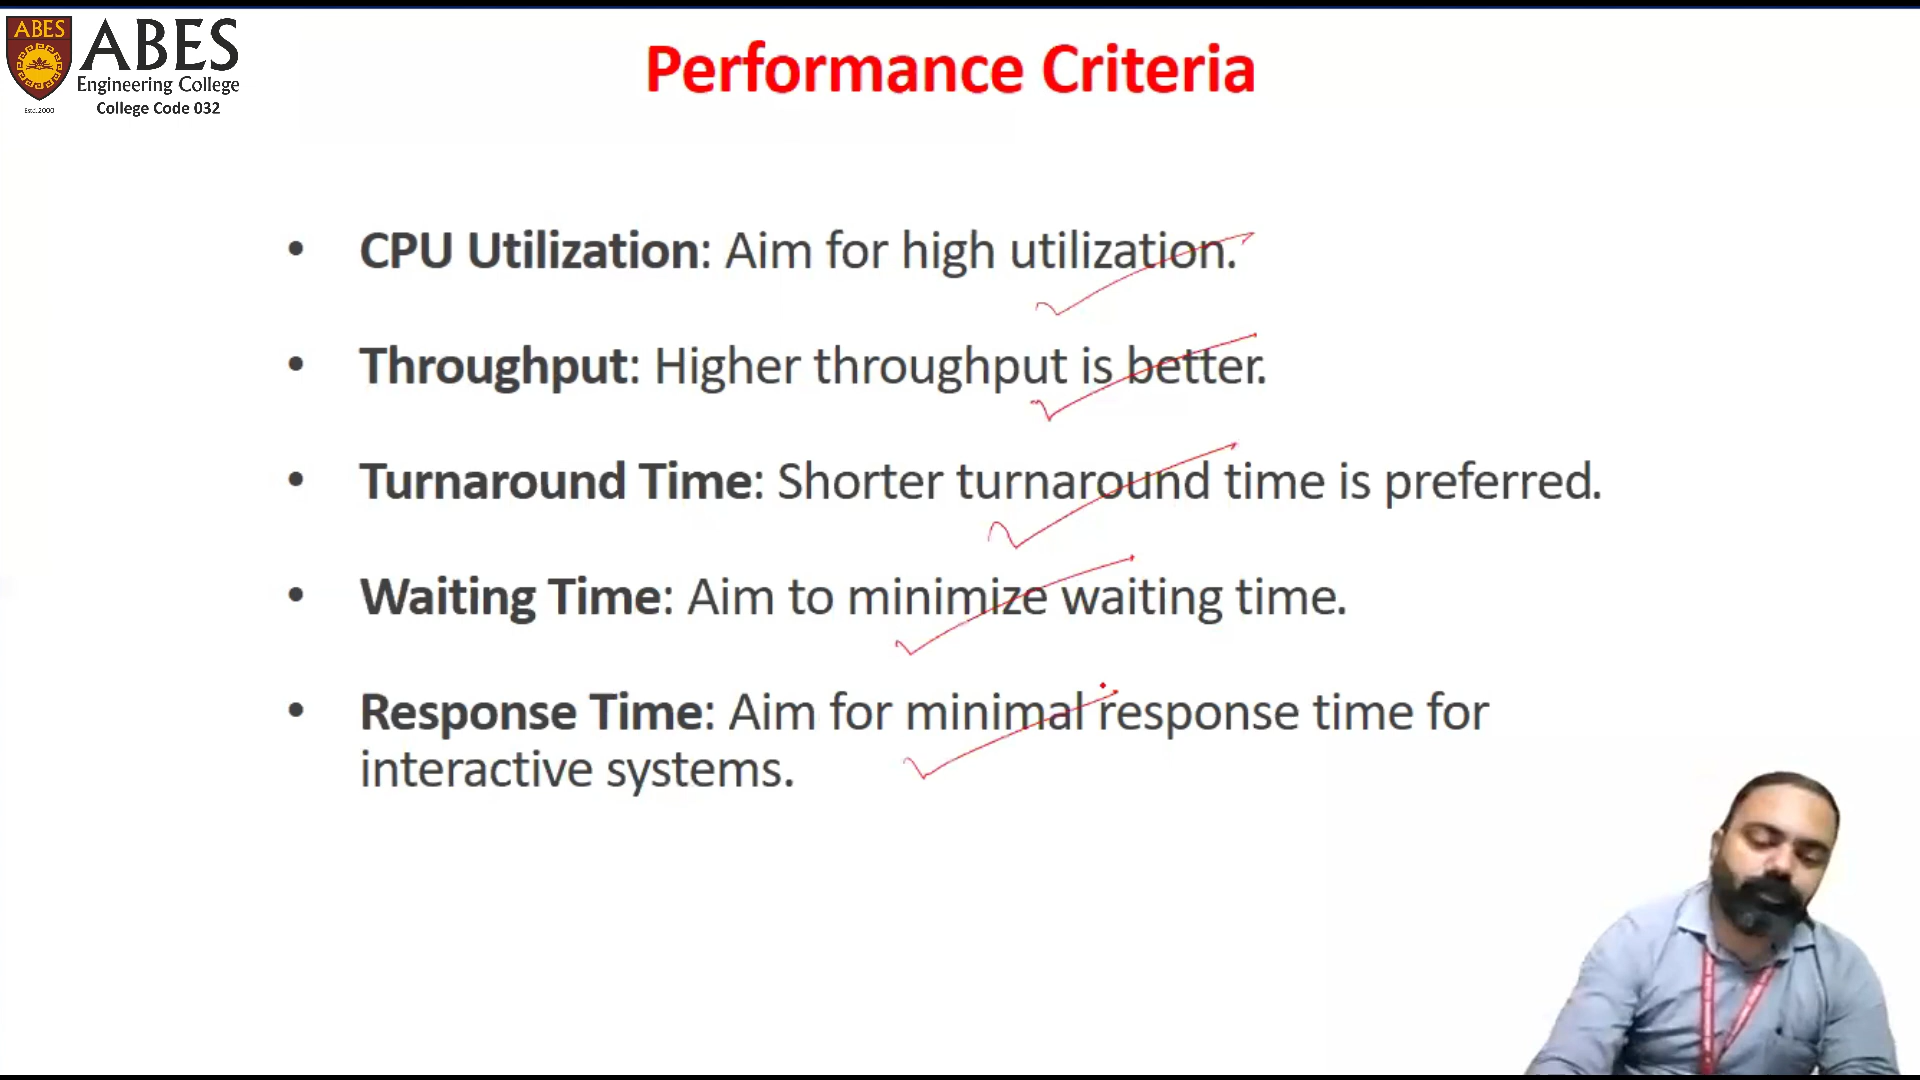 ABES
ABES
Engineering College
College Code 032
Estd. 2000
Performance Criteria
• CPU Utilization: Aim for high utilization.
• Throughput: Higher throughput is better.
• Turnaround Time: Shorter turnaround time is preferred.
• Waiting Time: Aim to minimize waiting time.
• Response Time: Aim for minimal response time for
interactive systems.